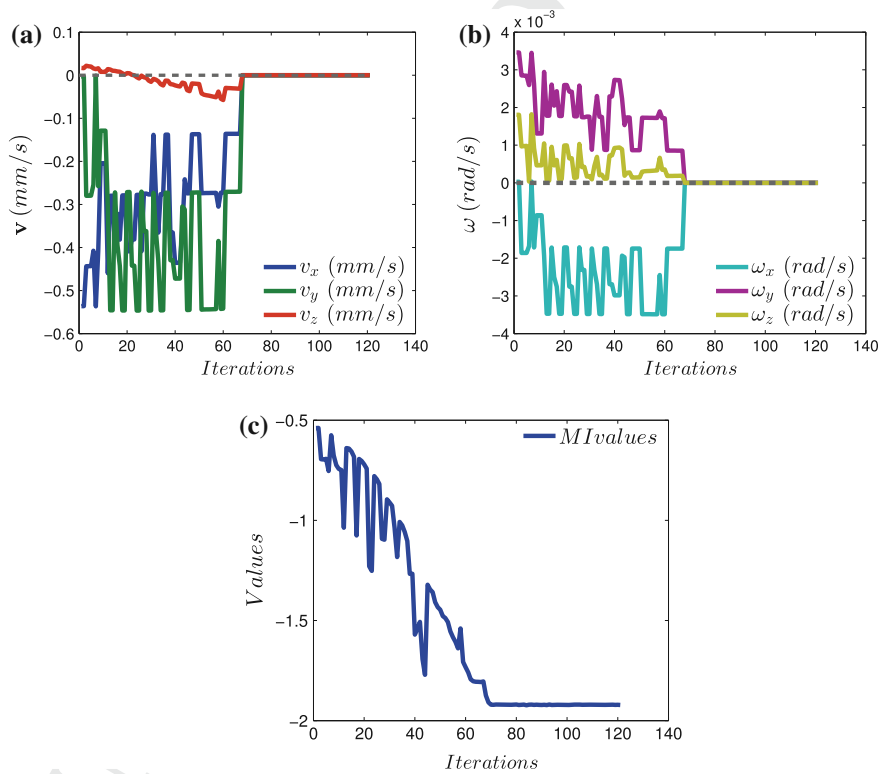 (a)
0.1
0
−0.1
−0.2
−0.3
−0.4
−0.5
−0.6
v (mm/s)
v_x (mm/s)
v_y (mm/s)
v_z (mm/s)
0 20 40 60 80 100 120 140
Iterations
(b)
4 x 10^-3
3
2
1
0
−1
−2
−3
−4
ω (rad/s)
ω_x (rad/s)
ω_y (rad/s)
ω_z (rad/s)
0 20 40 60 80 100 120 140
Iterations
(c)
−0.5
−1
−1.5
−2
Values
MIvalues
0 20 40 60 80 100 120 140
Iterations